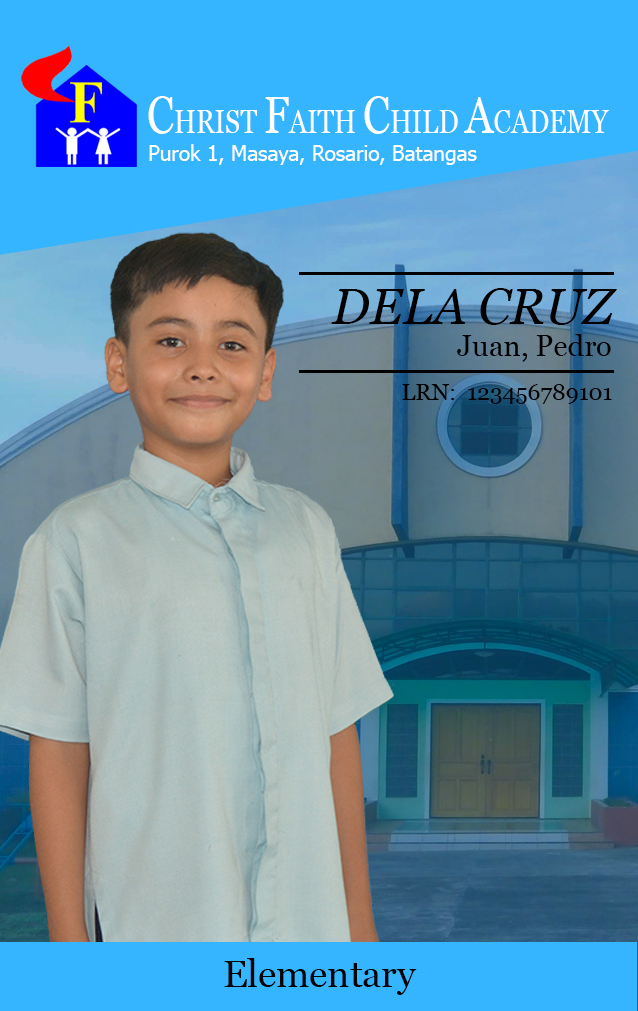 F
CHRIST FAITH CHILD ACADEMY
Purok 1, Masaya, Rosario, Batangas
DELA CRUZ
Juan, Pedro
LRN: 123456789101
Elementary